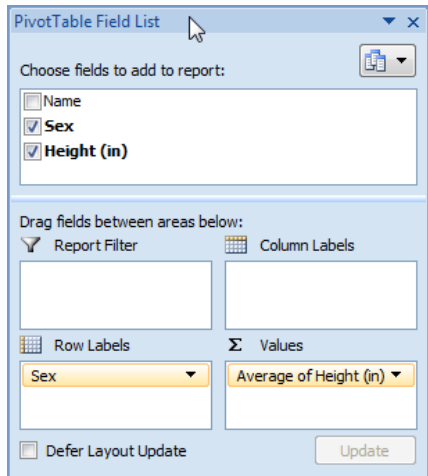 PivotTable Field List
Choose fields to add to report:
Name
Sex
Height (in)
Drag fields between areas below:
Report Filter
Column Labels
Row Labels
Σ Values
Sex
Average of Height (in)
Defer Layout Update
Update